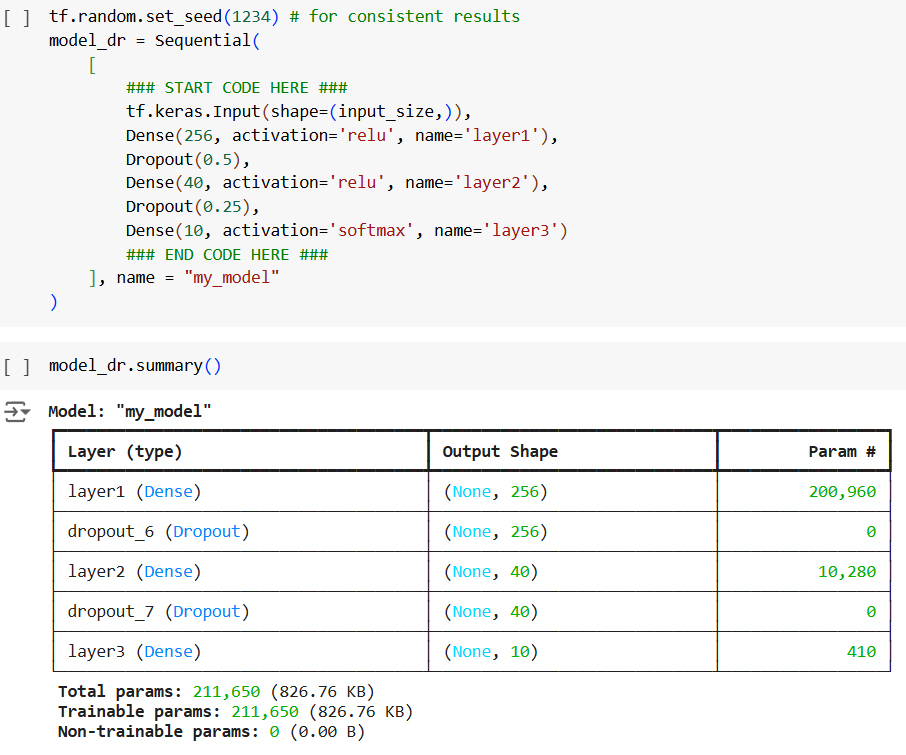 [ ] tf.random.set_seed(1234) # for consistent results
model_dr = Sequential(
[
### START CODE HERE ###
tf.keras.Input(shape=(input_size,)),
Dense(256, activation='relu', name='layer1'),
Dropout(0.5),
Dense(40, activation='relu', name='layer2'),
Dropout(0.25),
Dense(10, activation='softmax', name='layer3')
### END CODE HERE ###
], name = "my_model"
)
[ ] model_dr.summary()
Model: "my_model"
Layer (type) Output Shape Param #
layer1 (Dense) (None, 256) 200,960
dropout_6 (Dropout) (None, 256) 0
layer2 (Dense) (None, 40) 10,280
dropout_7 (Dropout) (None, 40) 0
layer3 (Dense) (None, 10) 410
Total params: 211,650 (826.76 KB)
Trainable params: 211,650 (826.76 KB)
Non-trainable params: 0 (0.00 B)